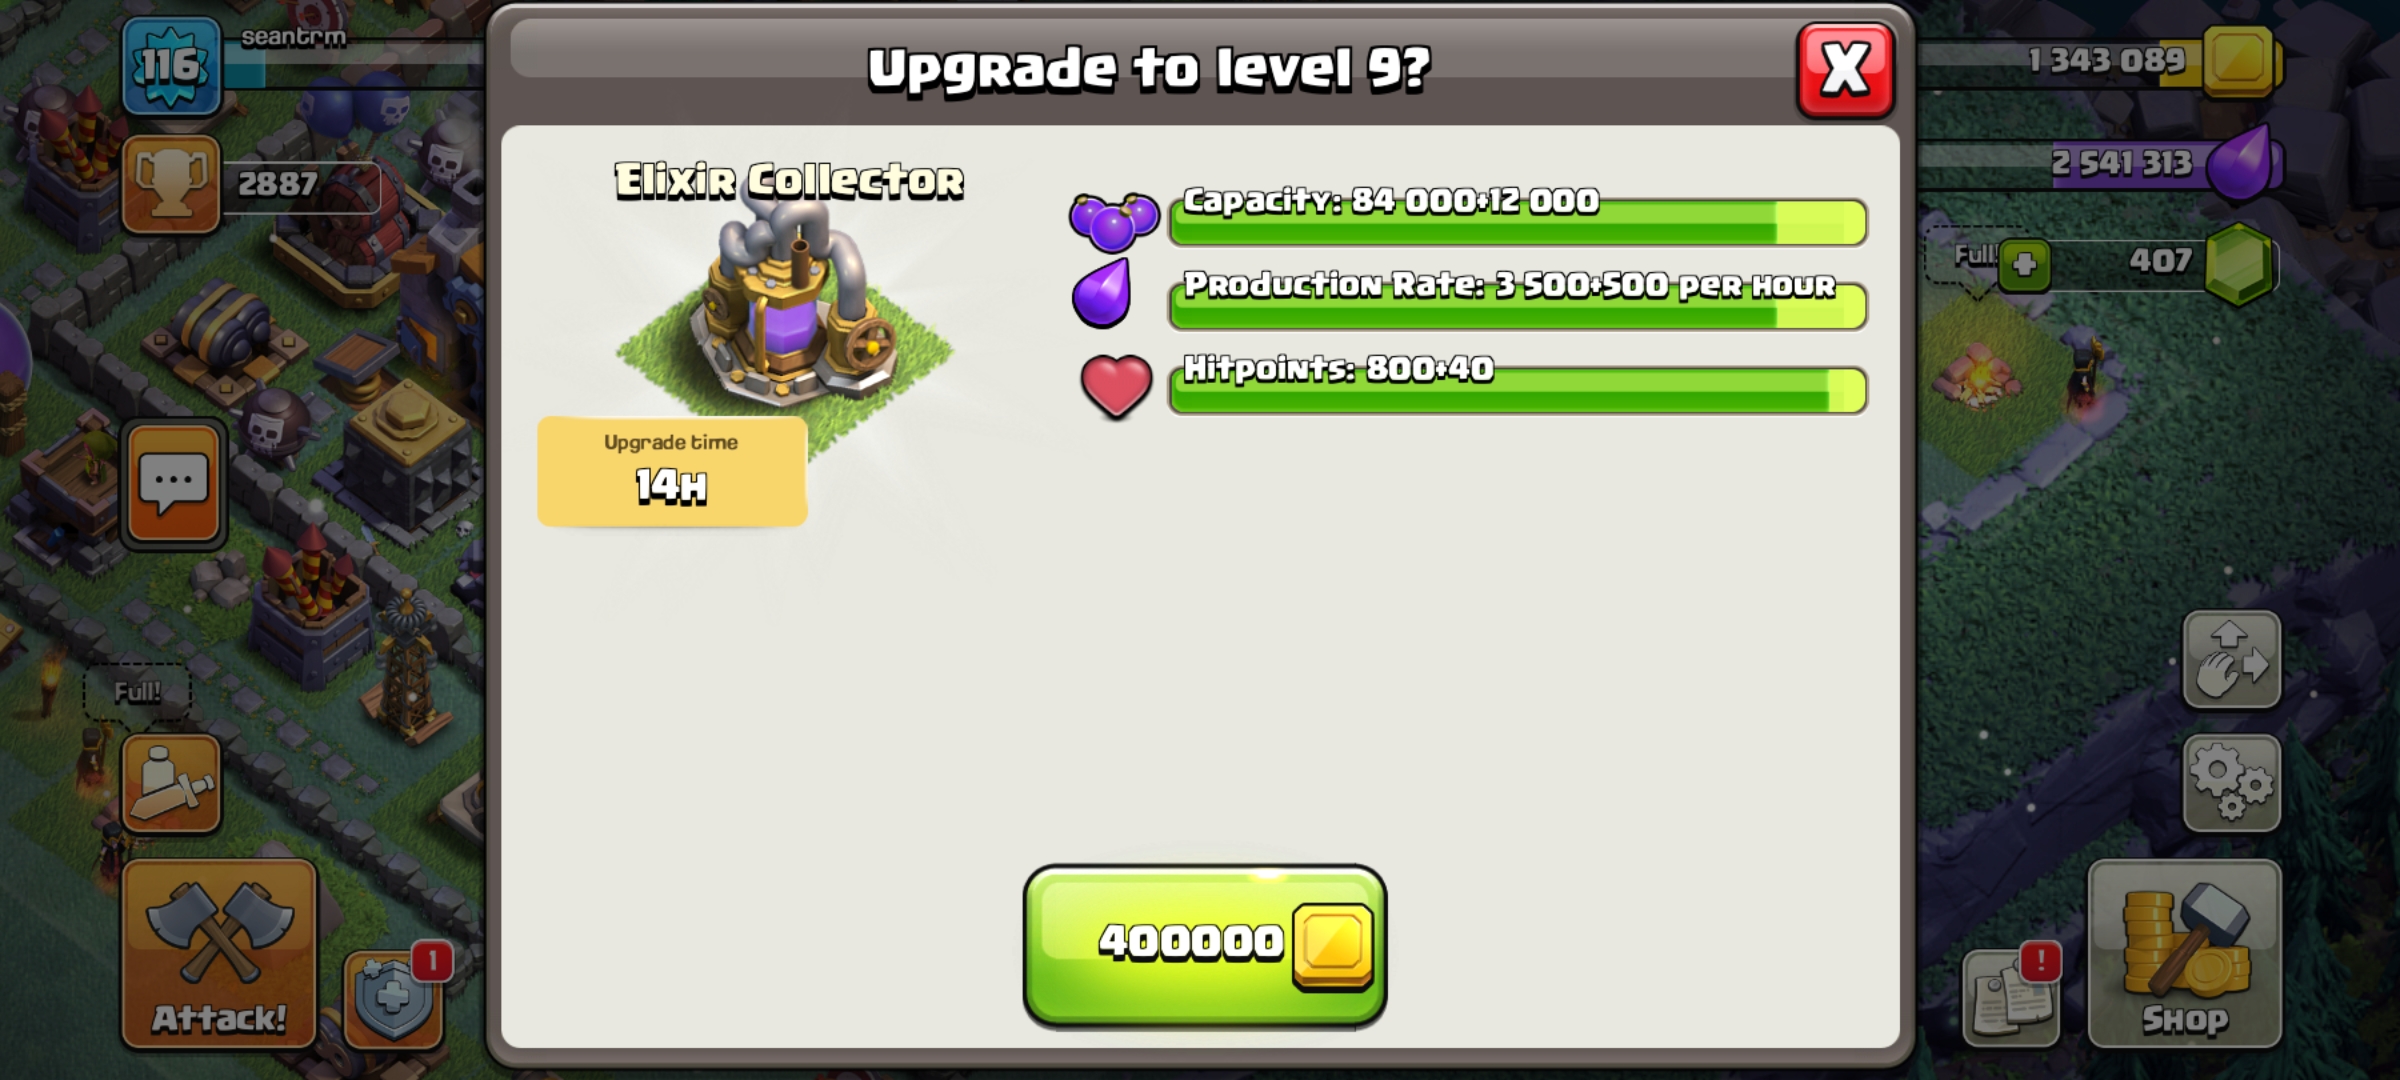 116
seantrm
2887
Full!
Attack!
1
Upgrade to level 9?
X
Elixir Collector
Upgrade time
14H
Capacity: 84 000+12 000
Production Rate: 3 500+500 per hour
Hitpoints: 800+40
400000
1 343 089
2 541 313
Full!
407
!
Shop